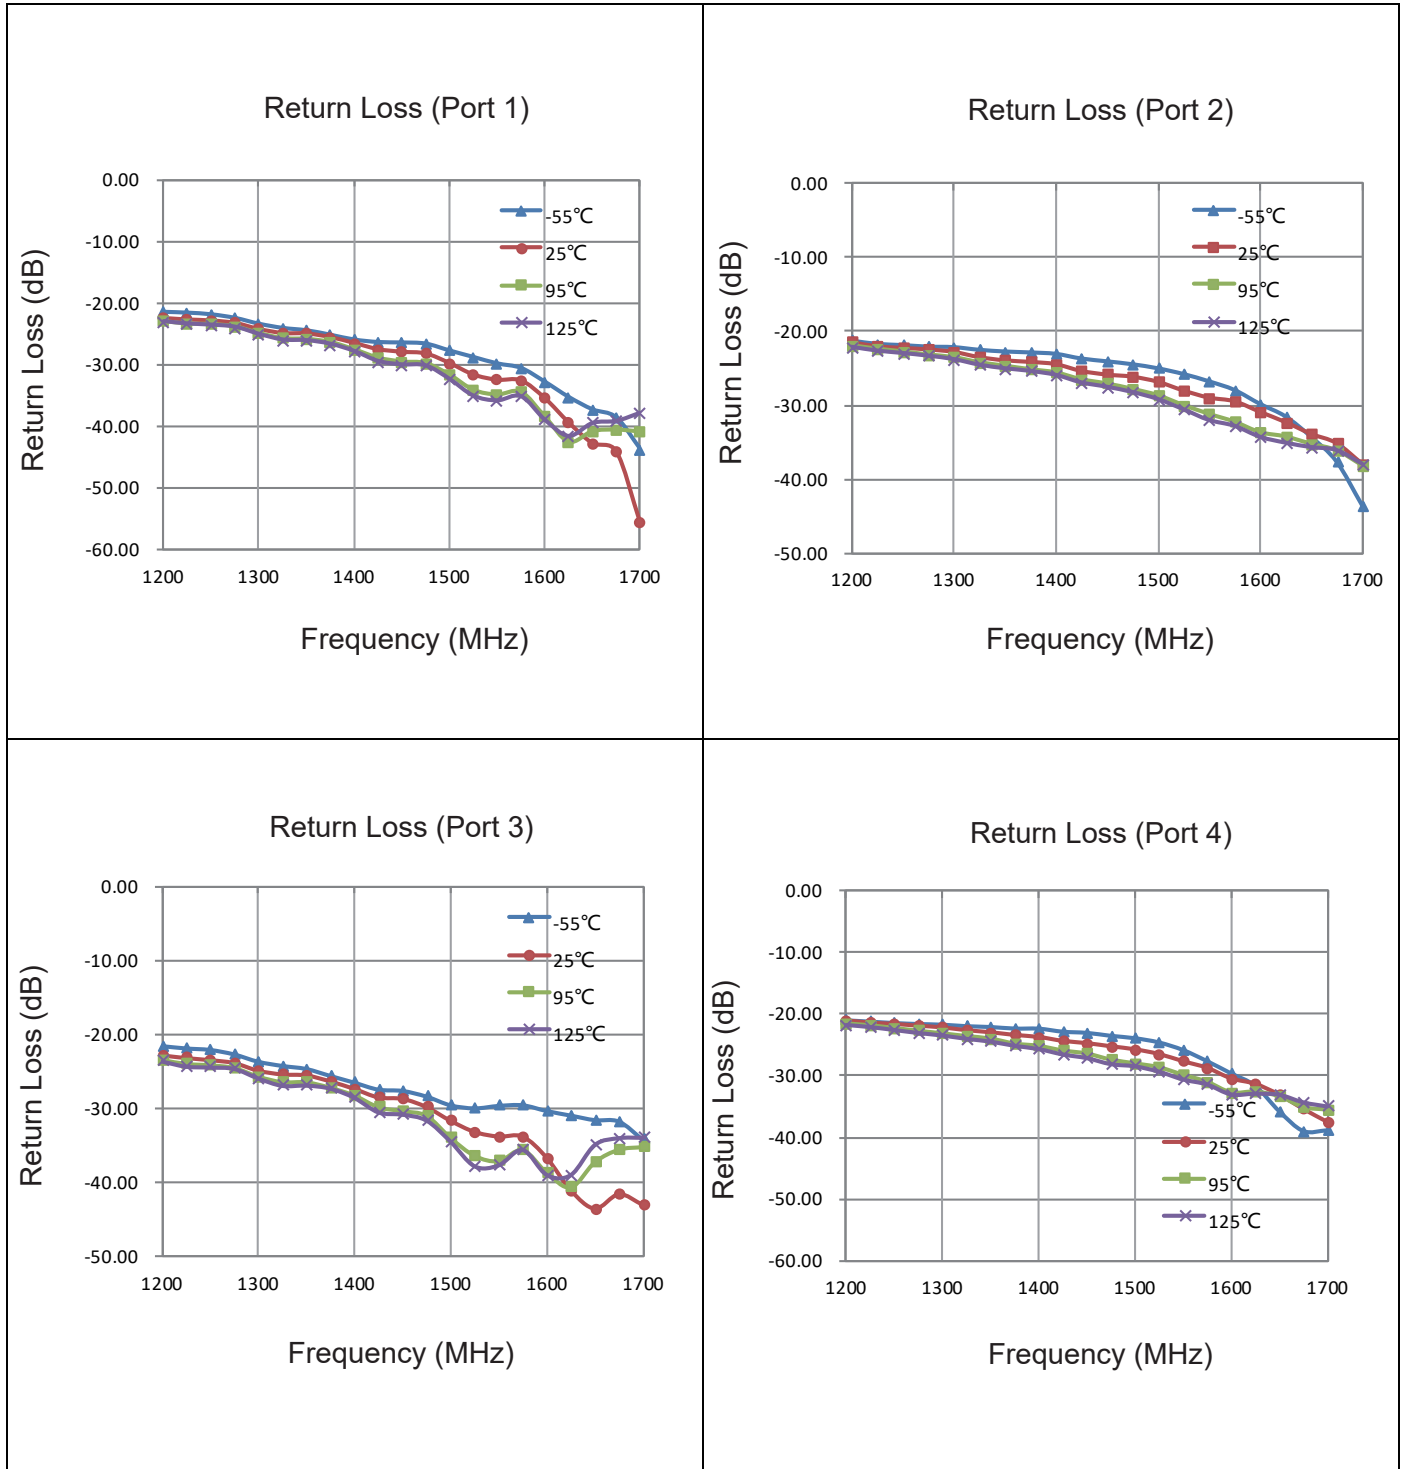 Return Loss (Port 1)
Return Loss (dB)
0.00
-10.00
-20.00
-30.00
-40.00
-50.00
-60.00
-55℃
25℃
95℃
125℃
1200 1300 1400 1500 1600 1700
Frequency (MHz)
Return Loss (Port 2)
Return Loss (dB)
0.00
-10.00
-20.00
-30.00
-40.00
-50.00
-55℃
25℃
95℃
125℃
1200 1300 1400 1500 1600 1700
Frequency (MHz)
Return Loss (Port 3)
Return Loss (dB)
0.00
-10.00
-20.00
-30.00
-40.00
-50.00
-55℃
25℃
95℃
125℃
1200 1300 1400 1500 1600 1700
Frequency (MHz)
Return Loss (Port 4)
Return Loss (dB)
0.00
-10.00
-20.00
-30.00
-40.00
-50.00
-60.00
-55℃
25℃
95℃
125℃
1200 1300 1400 1500 1600 1700
Frequency (MHz)